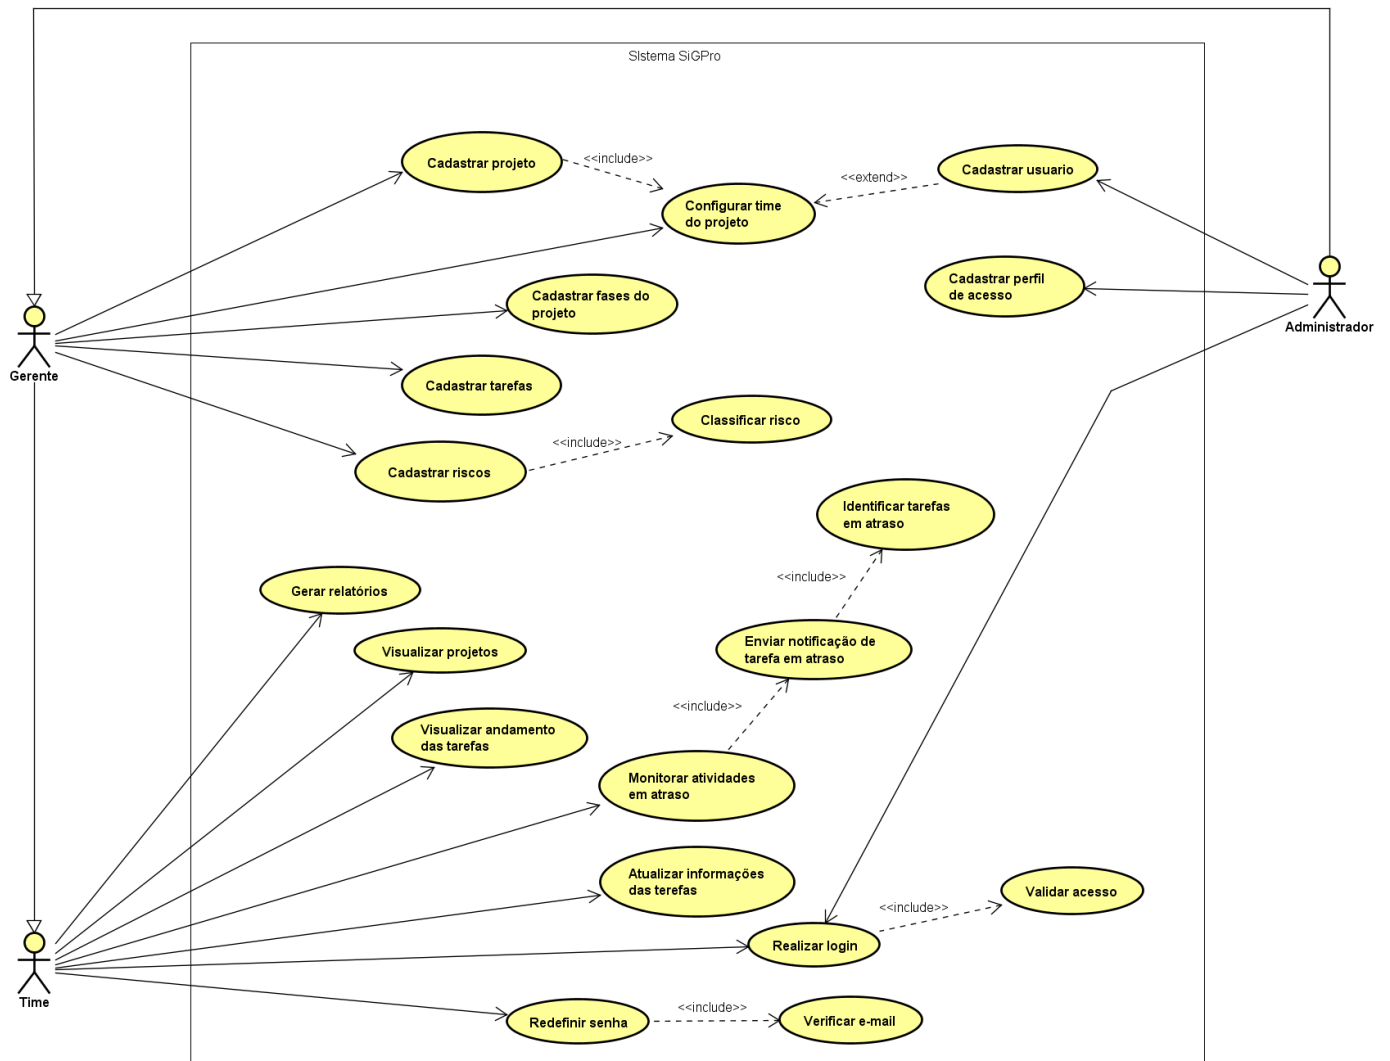 SIstema SiGPro
Cadastrar projeto
<<include>>
Configurar time
do projeto
<<extend>>
Cadastrar usuario
Cadastrar perfil
de acesso
Administrador
Gerente
Cadastrar fases do
projeto
Cadastrar tarefas
Cadastrar riscos
<<include>>
Classificar risco
Identificar tarefas
em atraso
<<include>>
Gerar relatórios
Visualizar projetos
Enviar notificação de
tarefa em atraso
<<include>>
Visualizar andamento
das tarefas
Monitorar atividades
em atraso
Atualizar informações
das terefas
Validar acesso
<<include>>
Realizar login
Time
Redefinir senha
<<include>>
Verificar e-mail